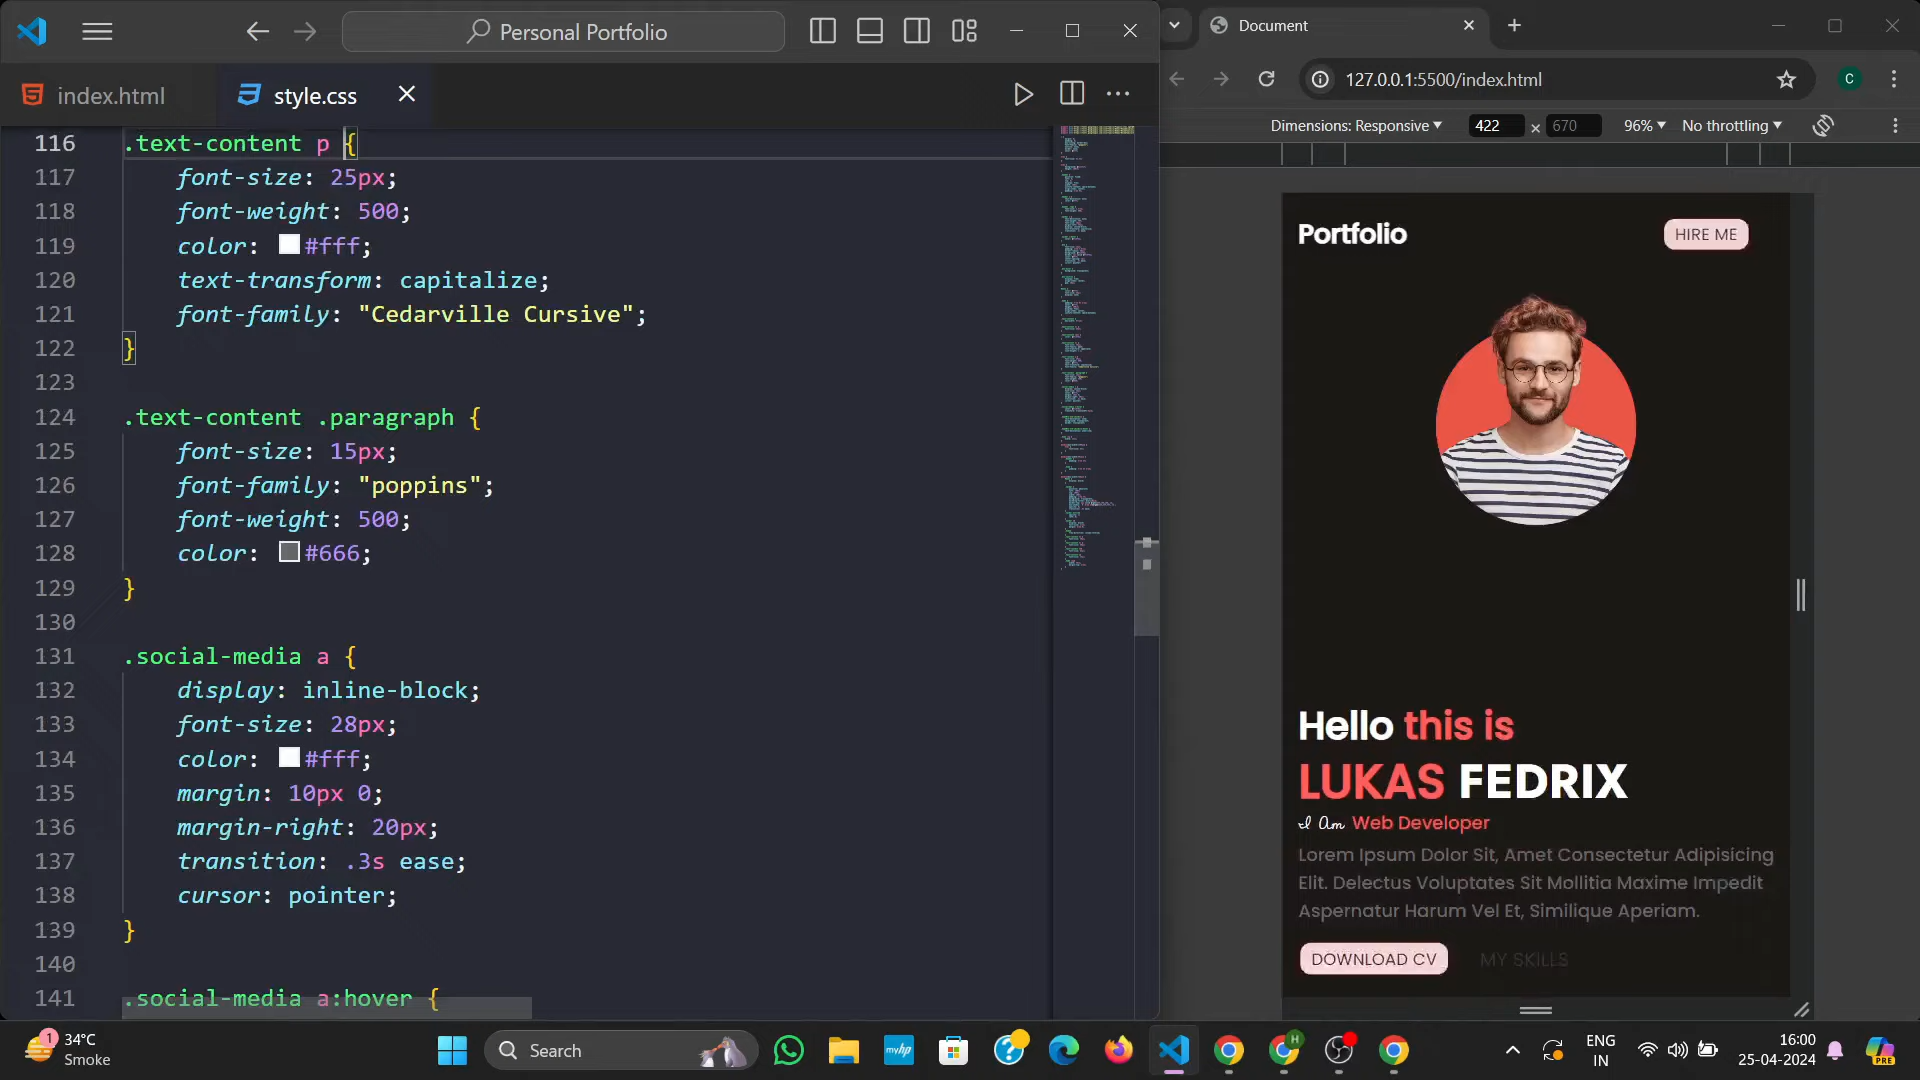 Personal Portfolio
index.html
style.css
116 .text-content p {
117 font-size: 25px;
118 font-weight: 500;
119 color: #fff;
120 text-transform: capitalize;
121 font-family: "Cedarville Cursive";
122 }
123
124 .text-content .paragraph {
125 font-size: 15px;
126 font-family: "poppins";
127 font-weight: 500;
128 color: #666;
129 }
130
131 .social-media a {
132 display: inline-block;
133 font-size: 28px;
134 color: #fff;
135 margin: 10px 0;
136 margin-right: 20px;
137 transition: .3s ease;
138 cursor: pointer;
139 }
140
141 .social-media a:hover {
Document
127.0.0.1:5500/index.html
C
Dimensions: Responsive 422 × 670 96% No throttling
Portfolio
HIRE ME
Hello this is
LUKAS FEDRIX
I Am Web Developer
Lorem Ipsum Dolor Sit, Amet Consectetur Adipisicing
Elit. Delectus Voluptates Sit Mollitia Maxime Impedit
Aspernatur Harum Vel Et, Similique Aperiam.
DOWNLOAD CV
MY SKILLS
1
34°C
Smoke
Search
myhp
H
ENG
IN
16:00
25-04-2024
PRE